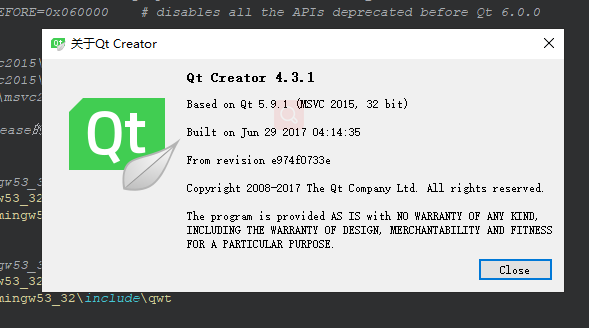 EFORE=0x060000    # disables all the APIs deprecated before Qt 6.0.0
关于Qt Creator
Qt
Qt Creator 4.3.1
Based on Qt 5.9.1 (MSVC 2015, 32 bit)
Built on Jun 29 2017 04:14:35
From revision e974f0733e
Copyright 2008-2017 The Qt Company Ltd. All rights reserved.
The program is provided AS IS with NO WARRANTY OF ANY KIND,
INCLUDING THE WARRANTY OF DESIGN, MERCHANTABILITY AND FITNESS
FOR A PARTICULAR PURPOSE.
Close
c2015\
c2015\
\msvc2
ease的
gw53_3
w53_32
mingw5
gw53_3
w53_32
mingw53_32\include\qwt